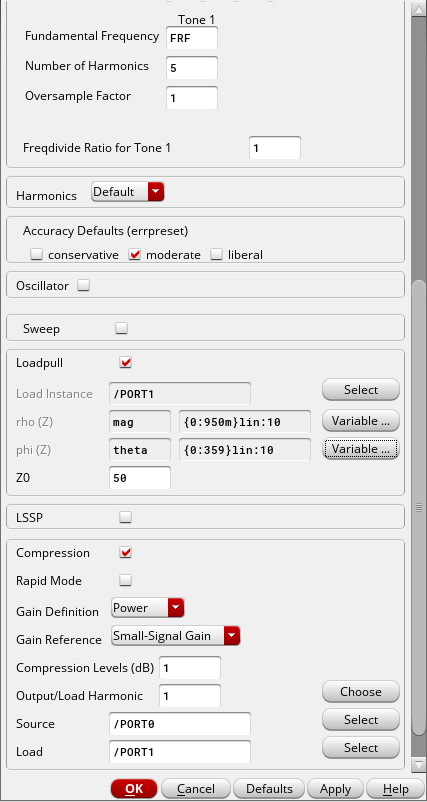 Tone 1
Fundamental Frequency FRF
Number of Harmonics 5
Oversample Factor 1
Freqdivide Ratio for Tone 1 1
Harmonics Default
Accuracy Defaults (errpreset)
conservative moderate liberal
Oscillator
Sweep
Loadpull
Load Instance /PORT1 Select
rho (Z) mag {0:950m}lin:10 Variable ...
phi (Z) theta {0:359}lin:10 Variable ...
Z0 50
LSSP
Compression
Rapid Mode
Gain Definition Power
Gain Reference Small-Signal Gain
Compression Levels (dB) 1
Output/Load Harmonic 1 Choose
Source /PORT0 Select
Load /PORT1 Select
OK Cancel Defaults Apply Help